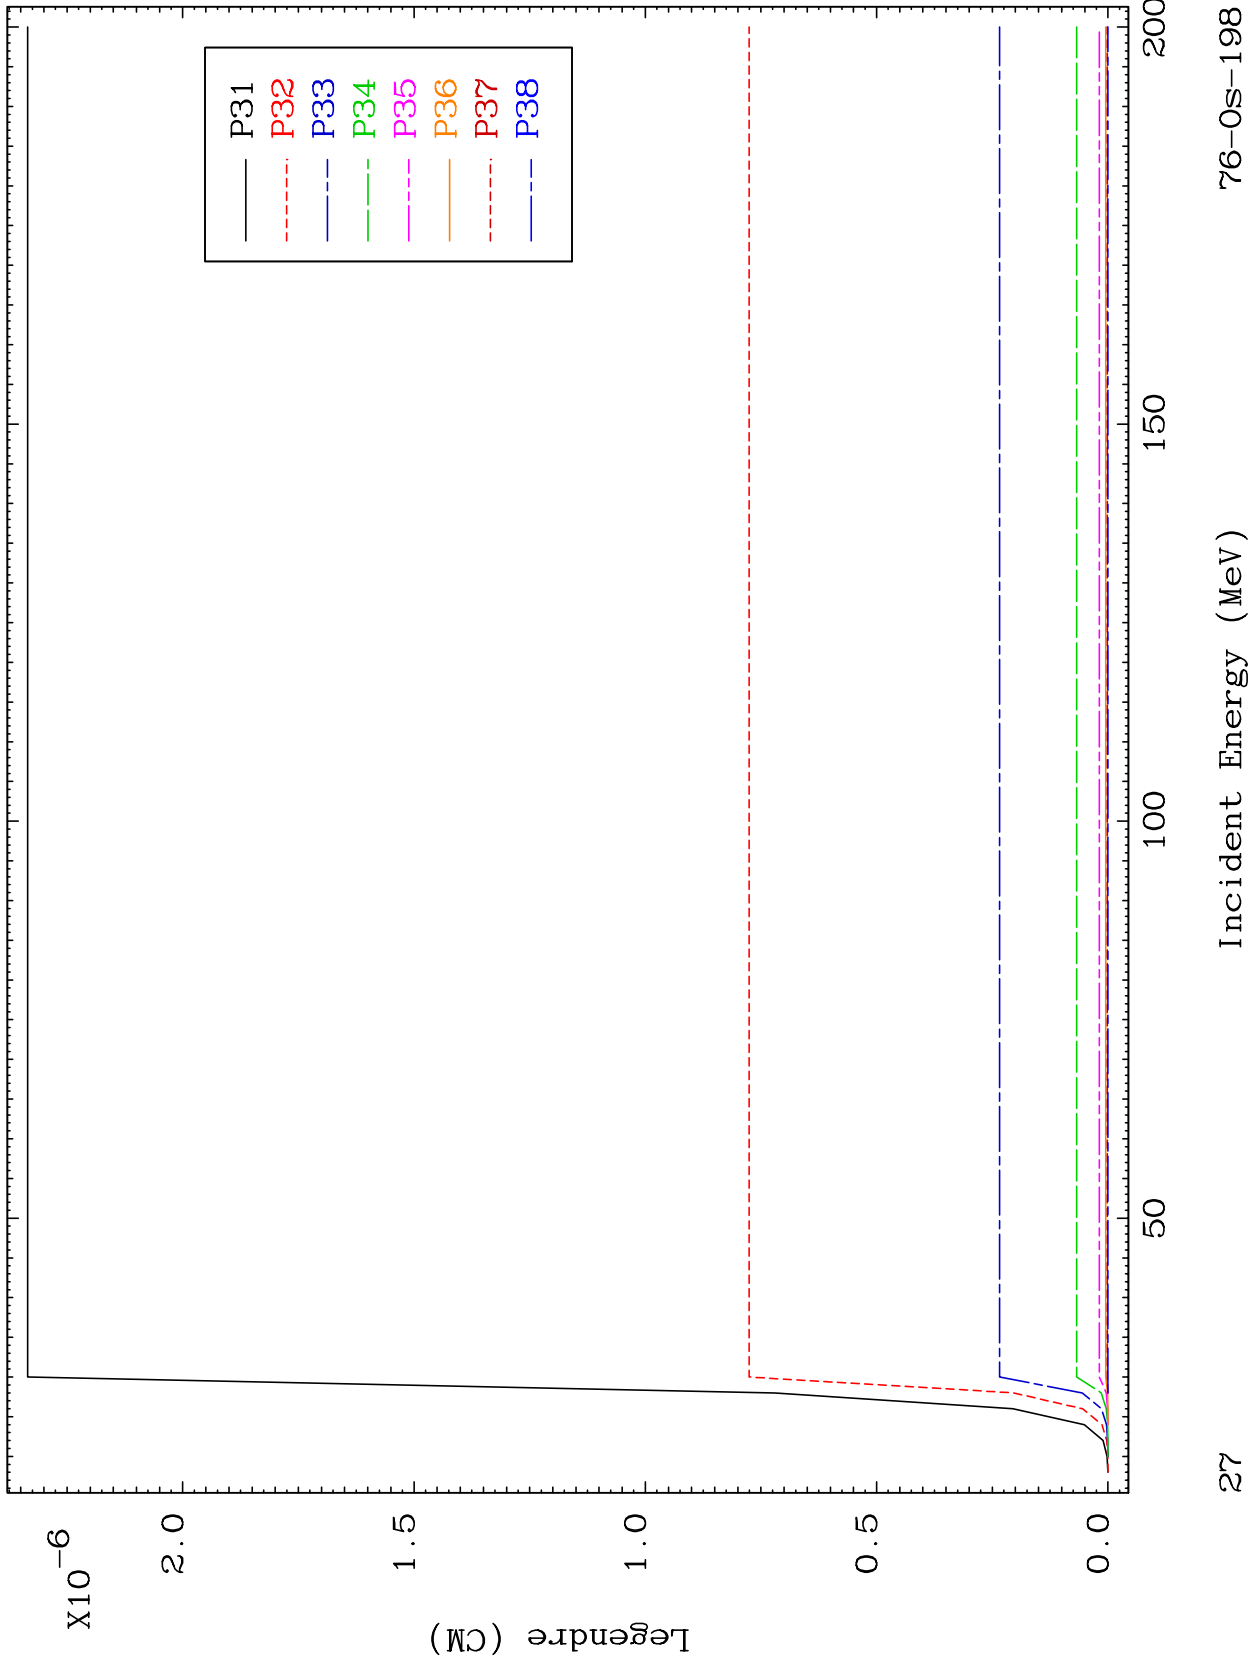 X10-6
2.0
1.5
1.0
0.5
0.0
Legendre (CM)
P31
P32
P33
P34
P35
P36
P37
P38
50
100
150
200
Incident Energy (MeV)
27
76-Os-198